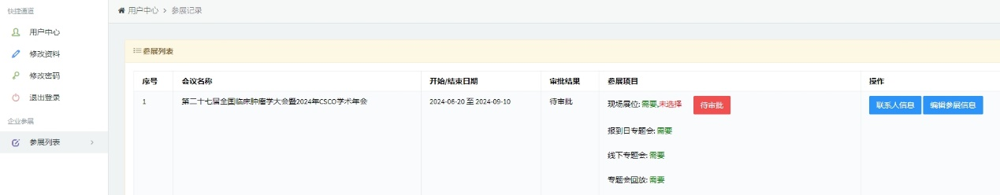 快捷通道
用户中心
修改资料
修改密码
退出登录
企业参展
参展列表
用户中心 > 参展记录
参展列表
序号 会议名称 开始/结束日期 审批结果 参展项目 操作
1 第二十七届全国临床肿瘤学大会暨2024年CSCO学术年会 2024-06-20 至 2024-09-10 待审批 现场展位: 需要,未选择 待审批 联系人信息 编辑参展信息
报到日专题会: 需要
线下专题会: 需要
专题会回放: 需要